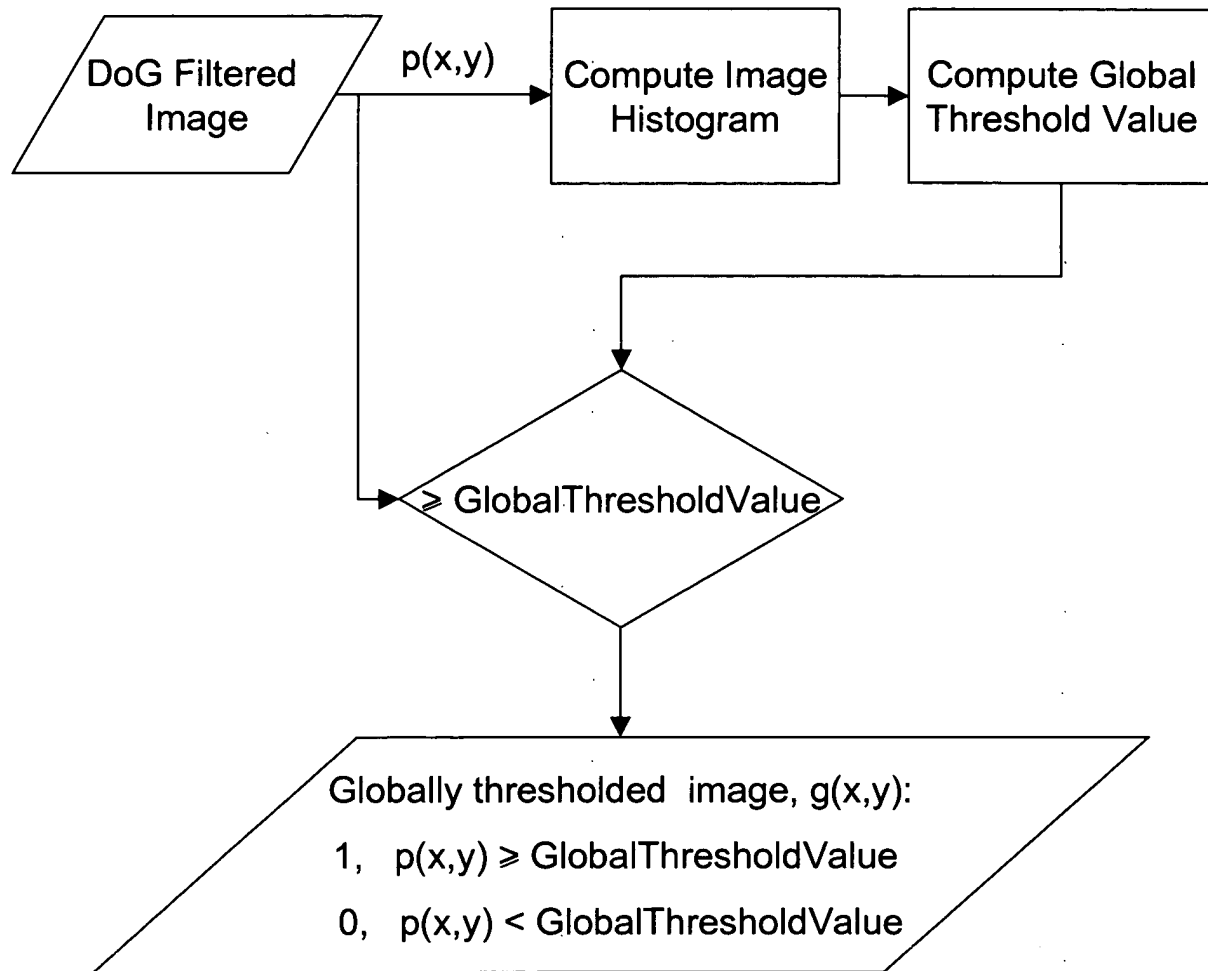 DoG Filtered
Image
p(x,y)
Compute Image
Histogram
Compute Global
Threshold Value
⩾ GlobalThresholdValue
Globally thresholded image, g(x,y):
1, p(x,y) ⩾ GlobalThresholdValue
0, p(x,y) < GlobalThresholdValue